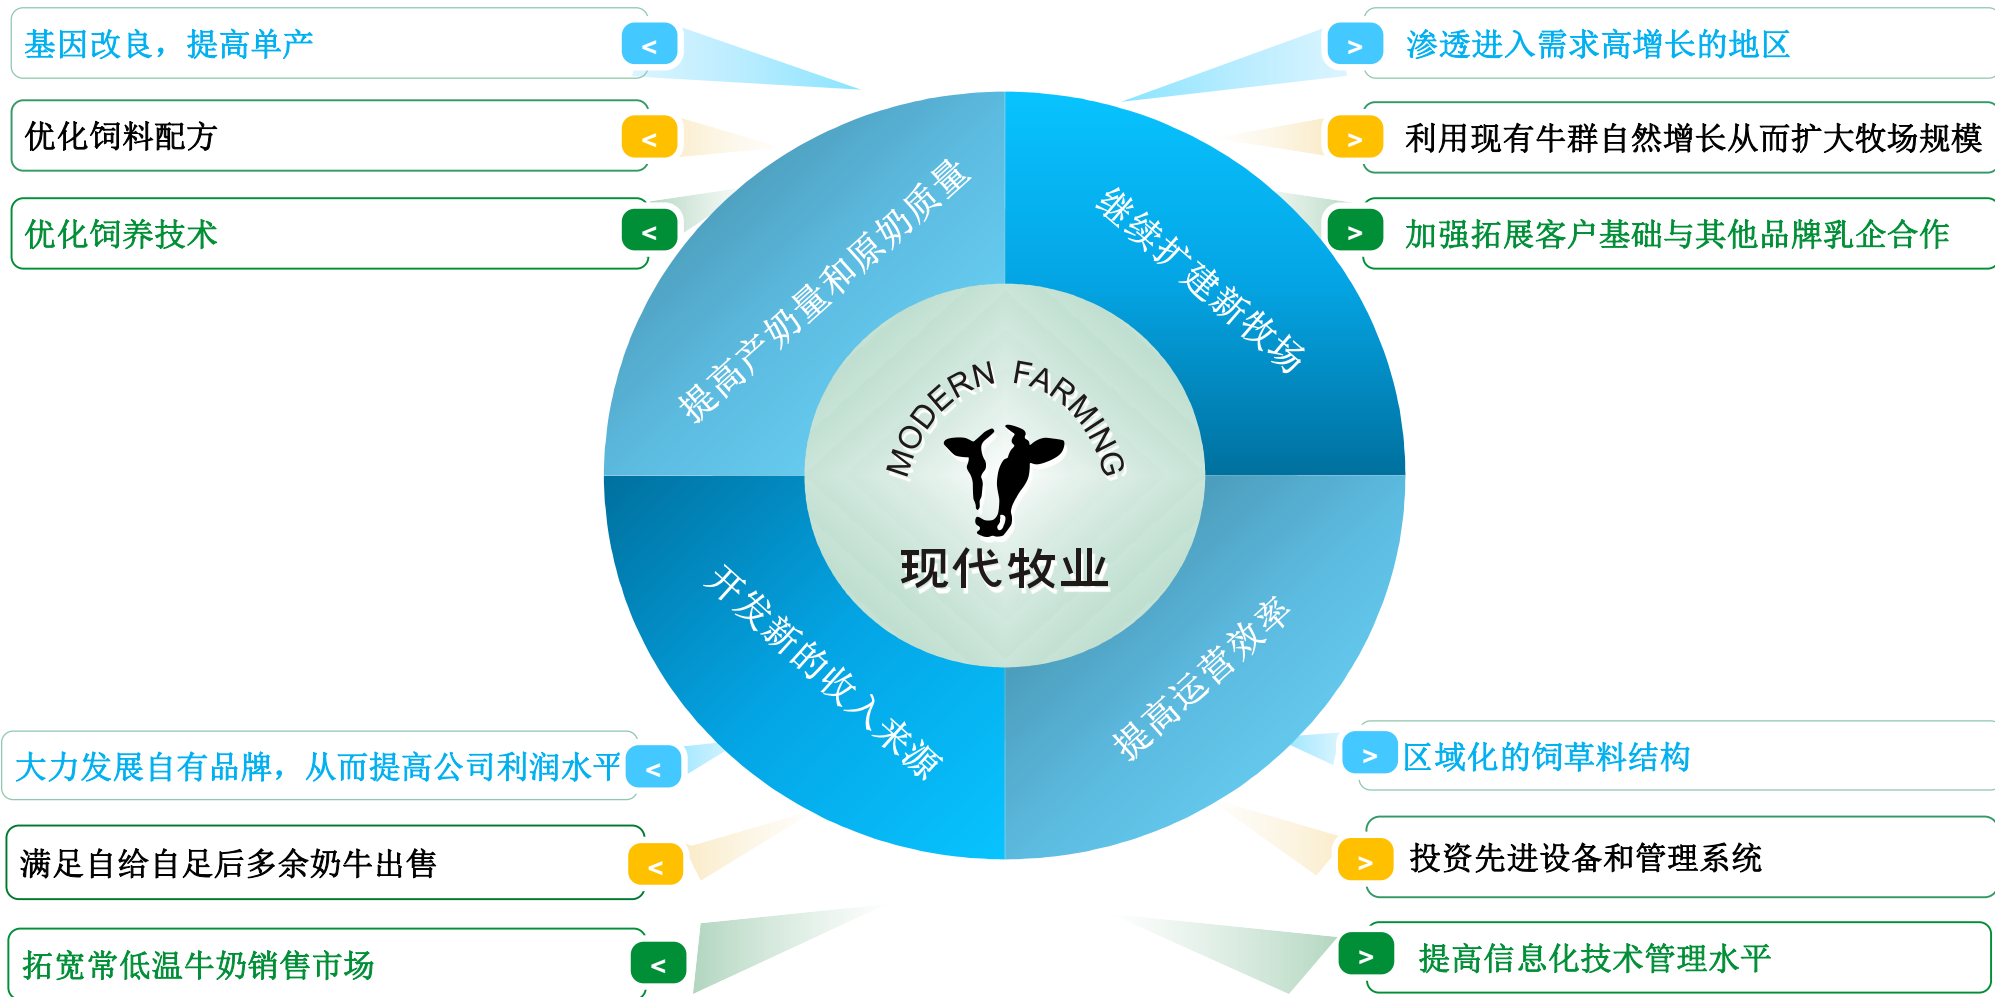 基因改良，提高单产
<
优化饲料配方
<
优化饲养技术
<
>
渗透进入需求高增长的地区
>
利用现有牛群自然增长从而扩大牧场规模
>
加强拓展客户基础与其他品牌乳企合作
提高产奶量和原奶质量
继续扩建新牧场
MODERN FARMING
现代牧业
开发新的收入来源
提高运营效率
大力发展自有品牌，从而提高公司利润水平
<
满足自给自足后多余奶牛出售
<
拓宽常低温牛奶销售市场
<
>
区域化的饲草料结构
>
投资先进设备和管理系统
>
提高信息化技术管理水平